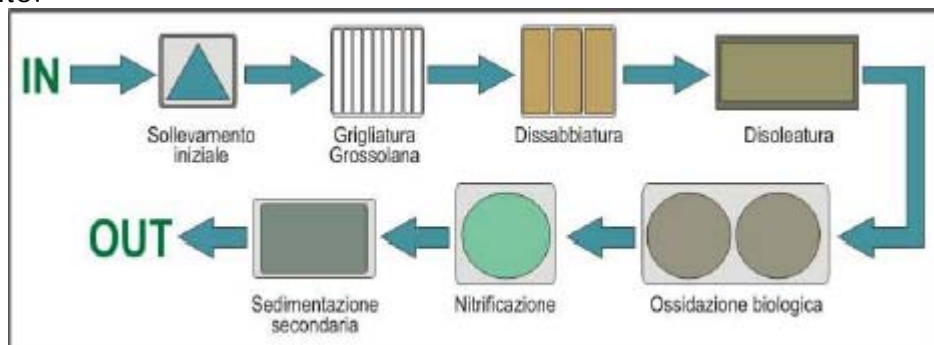 IN
Sollevamento
iniziale
Grigliatura
Grossolana
Dissabbiatura
Disoleatura
OUT
Sedimentazione
secondaria
Nitrificazione
Ossidazione biologica